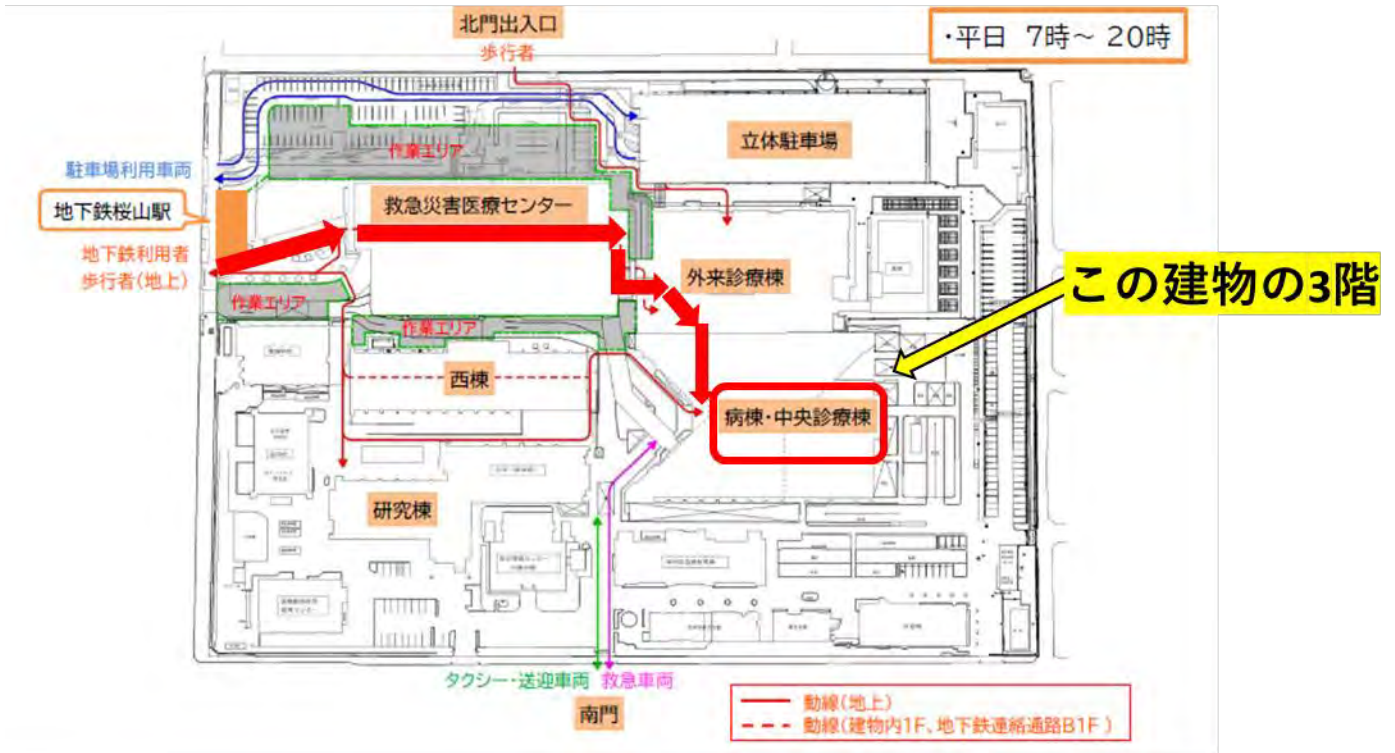 北門出入口
歩行者
・平日 7時～ 20時
立体駐車場
作業エリア
駐車場利用車両
地下鉄桜山駅
救急災害医療センター
地下鉄利用者
歩行者(地上)
外来診療棟
この建物の3階
作業エリア
作業エリア
西棟
病棟・中央診療棟
研究棟
タクシー・送迎車両
救急車両
南門
動線(地上)
動線(建物内1F、地下鉄連絡通路B1F)